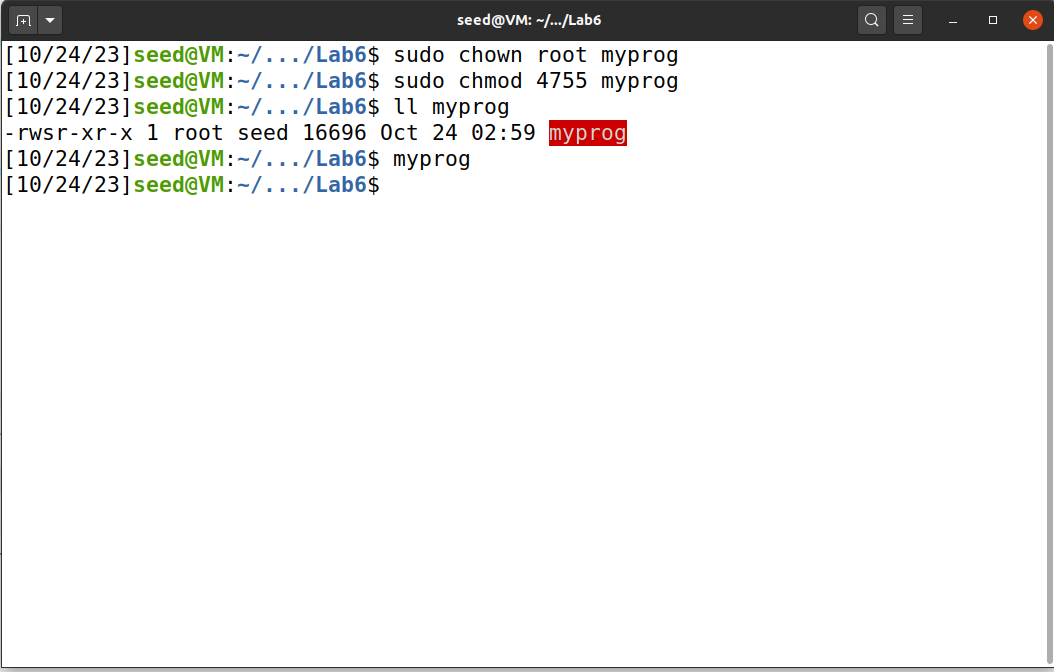 seed@VM: ~/.../Lab6
[10/24/23]seed@VM:~/.../Lab6$ sudo chown root myprog
[10/24/23]seed@VM:~/.../Lab6$ sudo chmod 4755 myprog
[10/24/23]seed@VM:~/.../Lab6$ ll myprog
-rwsr-xr-x 1 root seed 16696 Oct 24 02:59 myprog
[10/24/23]seed@VM:~/.../Lab6$ myprog
[10/24/23]seed@VM:~/.../Lab6$